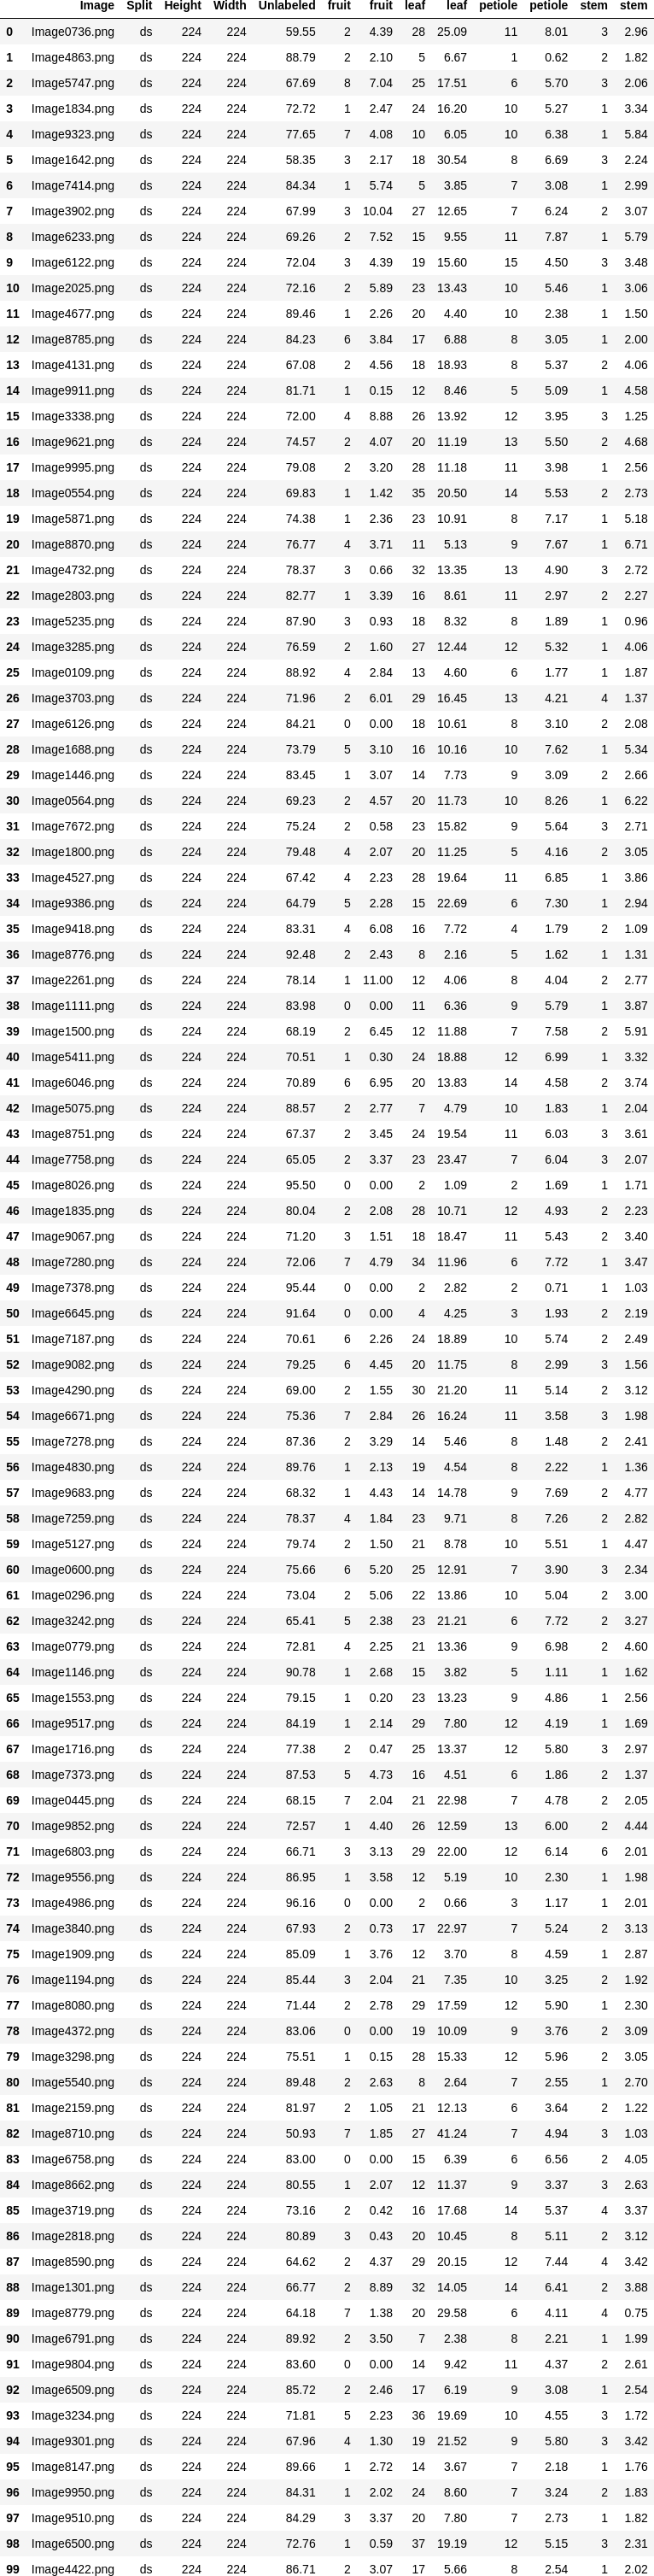 Image Split Height Width Unlabeled fruit fruit leaf leaf petiole petiole stem stem
0 Image0736.png ds 224 224 59.55 2 4.39 28 25.09 11 8.01 3 2.96
1 Image4863.png ds 224 224 88.79 2 2.10 5 6.67 1 0.62 2 1.82
2 Image5747.png ds 224 224 67.69 8 7.04 25 17.51 6 5.70 3 2.06
3 Image1834.png ds 224 224 72.72 1 2.47 24 16.20 10 5.27 1 3.34
4 Image9323.png ds 224 224 77.65 7 4.08 10 6.05 10 6.38 1 5.84
5 Image1642.png ds 224 224 58.35 3 2.17 18 30.54 8 6.69 3 2.24
6 Image7414.png ds 224 224 84.34 1 5.74 5 3.85 7 3.08 1 2.99
7 Image3902.png ds 224 224 67.99 3 10.04 27 12.65 7 6.24 2 3.07
8 Image6233.png ds 224 224 69.26 2 7.52 15 9.55 11 7.87 1 5.79
9 Image6122.png ds 224 224 72.04 3 4.39 19 15.60 15 4.50 3 3.48
10 Image2025.png ds 224 224 72.16 2 5.89 23 13.43 10 5.46 1 3.06
11 Image4677.png ds 224 224 89.46 1 2.26 20 4.40 10 2.38 1 1.50
12 Image8785.png ds 224 224 84.23 6 3.84 17 6.88 8 3.05 1 2.00
13 Image4131.png ds 224 224 67.08 2 4.56 18 18.93 8 5.37 2 4.06
14 Image9911.png ds 224 224 81.71 1 0.15 12 8.46 5 5.09 1 4.58
15 Image3338.png ds 224 224 72.00 4 8.88 26 13.92 12 3.95 3 1.25
16 Image9621.png ds 224 224 74.57 2 4.07 20 11.19 13 5.50 2 4.68
17 Image9995.png ds 224 224 79.08 2 3.20 28 11.18 11 3.98 1 2.56
18 Image0554.png ds 224 224 69.83 1 1.42 35 20.50 14 5.53 2 2.73
19 Image5871.png ds 224 224 74.38 1 2.36 23 10.91 8 7.17 1 5.18
20 Image8870.png ds 224 224 76.77 4 3.71 11 5.13 9 7.67 1 6.71
21 Image4732.png ds 224 224 78.37 3 0.66 32 13.35 13 4.90 3 2.72
22 Image2803.png ds 224 224 82.77 1 3.39 16 8.61 11 2.97 2 2.27
23 Image5235.png ds 224 224 87.90 3 0.93 18 8.32 8 1.89 1 0.96
24 Image3285.png ds 224 224 76.59 2 1.60 27 12.44 12 5.32 1 4.06
25 Image0109.png ds 224 224 88.92 4 2.84 13 4.60 6 1.77 1 1.87
26 Image3703.png ds 224 224 71.96 2 6.01 29 16.45 13 4.21 4 1.37
27 Image6126.png ds 224 224 84.21 0 0.00 18 10.61 8 3.10 2 2.08
28 Image1688.png ds 224 224 73.79 5 3.10 16 10.16 10 7.62 1 5.34
29 Image1446.png ds 224 224 83.45 1 3.07 14 7.73 9 3.09 2 2.66
30 Image0564.png ds 224 224 69.23 2 4.57 20 11.73 10 8.26 1 6.22
31 Image7672.png ds 224 224 75.24 2 0.58 23 15.82 9 5.64 3 2.71
32 Image1800.png ds 224 224 79.48 4 2.07 20 11.25 5 4.16 2 3.05
33 Image4527.png ds 224 224 67.42 4 2.23 28 19.64 11 6.85 1 3.86
34 Image9386.png ds 224 224 64.79 5 2.28 15 22.69 6 7.30 1 2.94
35 Image9418.png ds 224 224 83.31 4 6.08 16 7.72 4 1.79 2 1.09
36 Image8776.png ds 224 224 92.48 2 2.43 8 2.16 5 1.62 1 1.31
37 Image2261.png ds 224 224 78.14 1 11.00 12 4.06 8 4.04 2 2.77
38 Image1111.png ds 224 224 83.98 0 0.00 11 6.36 9 5.79 1 3.87
39 Image1500.png ds 224 224 68.19 2 6.45 12 11.88 7 7.58 2 5.91
40 Image5411.png ds 224 224 70.51 1 0.30 24 18.88 12 6.99 1 3.32
41 Image6046.png ds 224 224 70.89 6 6.95 20 13.83 14 4.58 2 3.74
42 Image5075.png ds 224 224 88.57 2 2.77 7 4.79 10 1.83 1 2.04
43 Image8751.png ds 224 224 67.37 2 3.45 24 19.54 11 6.03 3 3.61
44 Image7758.png ds 224 224 65.05 2 3.37 23 23.47 7 6.04 3 2.07
45 Image8026.png ds 224 224 95.50 0 0.00 2 1.09 2 1.69 1 1.71
46 Image1835.png ds 224 224 80.04 2 2.08 28 10.71 12 4.93 2 2.23
47 Image9067.png ds 224 224 71.20 3 1.51 18 18.47 11 5.43 2 3.40
48 Image7280.png ds 224 224 72.06 7 4.79 34 11.96 6 7.72 1 3.47
49 Image7378.png ds 224 224 95.44 0 0.00 2 2.82 2 0.71 1 1.03
50 Image6645.png ds 224 224 91.64 0 0.00 4 4.25 3 1.93 2 2.19
51 Image7187.png ds 224 224 70.61 6 2.26 24 18.89 10 5.74 2 2.49
52 Image9082.png ds 224 224 79.25 6 4.45 20 11.75 8 2.99 3 1.56
53 Image4290.png ds 224 224 69.00 2 1.55 30 21.20 11 5.14 2 3.12
54 Image6671.png ds 224 224 75.36 7 2.84 26 16.24 11 3.58 3 1.98
55 Image7278.png ds 224 224 87.36 2 3.29 14 5.46 8 1.48 2 2.41
56 Image4830.png ds 224 224 89.76 1 2.13 19 4.54 8 2.22 1 1.36
57 Image9683.png ds 224 224 68.32 1 4.43 14 14.78 9 7.69 2 4.77
58 Image7259.png ds 224 224 78.37 4 1.84 23 9.71 8 7.26 2 2.82
59 Image5127.png ds 224 224 79.74 2 1.50 21 8.78 10 5.51 1 4.47
60 Image0600.png ds 224 224 75.66 6 5.20 25 12.91 7 3.90 3 2.34
61 Image0296.png ds 224 224 73.04 2 5.06 22 13.86 10 5.04 2 3.00
62 Image3242.png ds 224 224 65.41 5 2.38 23 21.21 6 7.72 2 3.27
63 Image0779.png ds 224 224 72.81 4 2.25 21 13.36 9 6.98 2 4.60
64 Image1146.png ds 224 224 90.78 1 2.68 15 3.82 5 1.11 1 1.62
65 Image1553.png ds 224 224 79.15 1 0.20 23 13.23 9 4.86 1 2.56
66 Image9517.png ds 224 224 84.19 1 2.14 29 7.80 12 4.19 1 1.69
67 Image1716.png ds 224 224 77.38 2 0.47 25 13.37 12 5.80 3 2.97
68 Image7373.png ds 224 224 87.53 5 4.73 16 4.51 6 1.86 2 1.37
69 Image0445.png ds 224 224 68.15 7 2.04 21 22.98 7 4.78 2 2.05
70 Image9852.png ds 224 224 72.57 1 4.40 26 12.59 13 6.00 2 4.44
71 Image6803.png ds 224 224 66.71 3 3.13 29 22.00 12 6.14 6 2.01
72 Image9556.png ds 224 224 86.95 1 3.58 12 5.19 10 2.30 1 1.98
73 Image4986.png ds 224 224 96.16 0 0.00 2 0.66 3 1.17 1 2.01
74 Image3840.png ds 224 224 67.93 2 0.73 17 22.97 7 5.24 2 3.13
75 Image1909.png ds 224 224 85.09 1 3.76 12 3.70 8 4.59 1 2.87
76 Image1194.png ds 224 224 85.44 3 2.04 21 7.35 10 3.25 2 1.92
77 Image8080.png ds 224 224 71.44 2 2.78 29 17.59 12 5.90 1 2.30
78 Image4372.png ds 224 224 83.06 0 0.00 19 10.09 9 3.76 2 3.09
79 Image3298.png ds 224 224 75.51 1 0.15 28 15.33 12 5.96 2 3.05
80 Image5540.png ds 224 224 89.48 2 2.63 8 2.64 7 2.55 1 2.70
81 Image2159.png ds 224 224 81.97 2 1.05 21 12.13 6 3.64 2 1.22
82 Image8710.png ds 224 224 50.93 7 1.85 27 41.24 7 4.94 3 1.03
83 Image6758.png ds 224 224 83.00 0 0.00 15 6.39 6 6.56 2 4.05
84 Image8662.png ds 224 224 80.55 1 2.07 12 11.37 9 3.37 3 2.63
85 Image3719.png ds 224 224 73.16 2 0.42 16 17.68 14 5.37 4 3.37
86 Image2818.png ds 224 224 80.89 3 0.43 20 10.45 8 5.11 2 3.12
87 Image8590.png ds 224 224 64.62 2 4.37 29 20.15 12 7.44 4 3.42
88 Image1301.png ds 224 224 66.77 2 8.89 32 14.05 14 6.41 2 3.88
89 Image8779.png ds 224 224 64.18 7 1.38 20 29.58 6 4.11 4 0.75
90 Image6791.png ds 224 224 89.92 2 3.50 7 2.38 8 2.21 1 1.99
91 Image9804.png ds 224 224 83.60 0 0.00 14 9.42 11 4.37 2 2.61
92 Image6509.png ds 224 224 85.72 2 2.46 17 6.19 9 3.08 1 2.54
93 Image3234.png ds 224 224 71.81 5 2.23 36 19.69 10 4.55 3 1.72
94 Image9301.png ds 224 224 67.96 4 1.30 19 21.52 9 5.80 3 3.42
95 Image8147.png ds 224 224 89.66 1 2.72 14 3.67 7 2.18 1 1.76
96 Image9950.png ds 224 224 84.31 1 2.02 24 8.60 7 3.24 2 1.83
97 Image9510.png ds 224 224 84.29 3 3.37 20 7.80 7 2.73 1 1.82
98 Image6500.png ds 224 224 72.76 1 0.59 37 19.19 12 5.15 3 2.31
99 Image4422.png ds 224 224 86.71 2 3.07 17 5.66 8 2.54 1 2.02